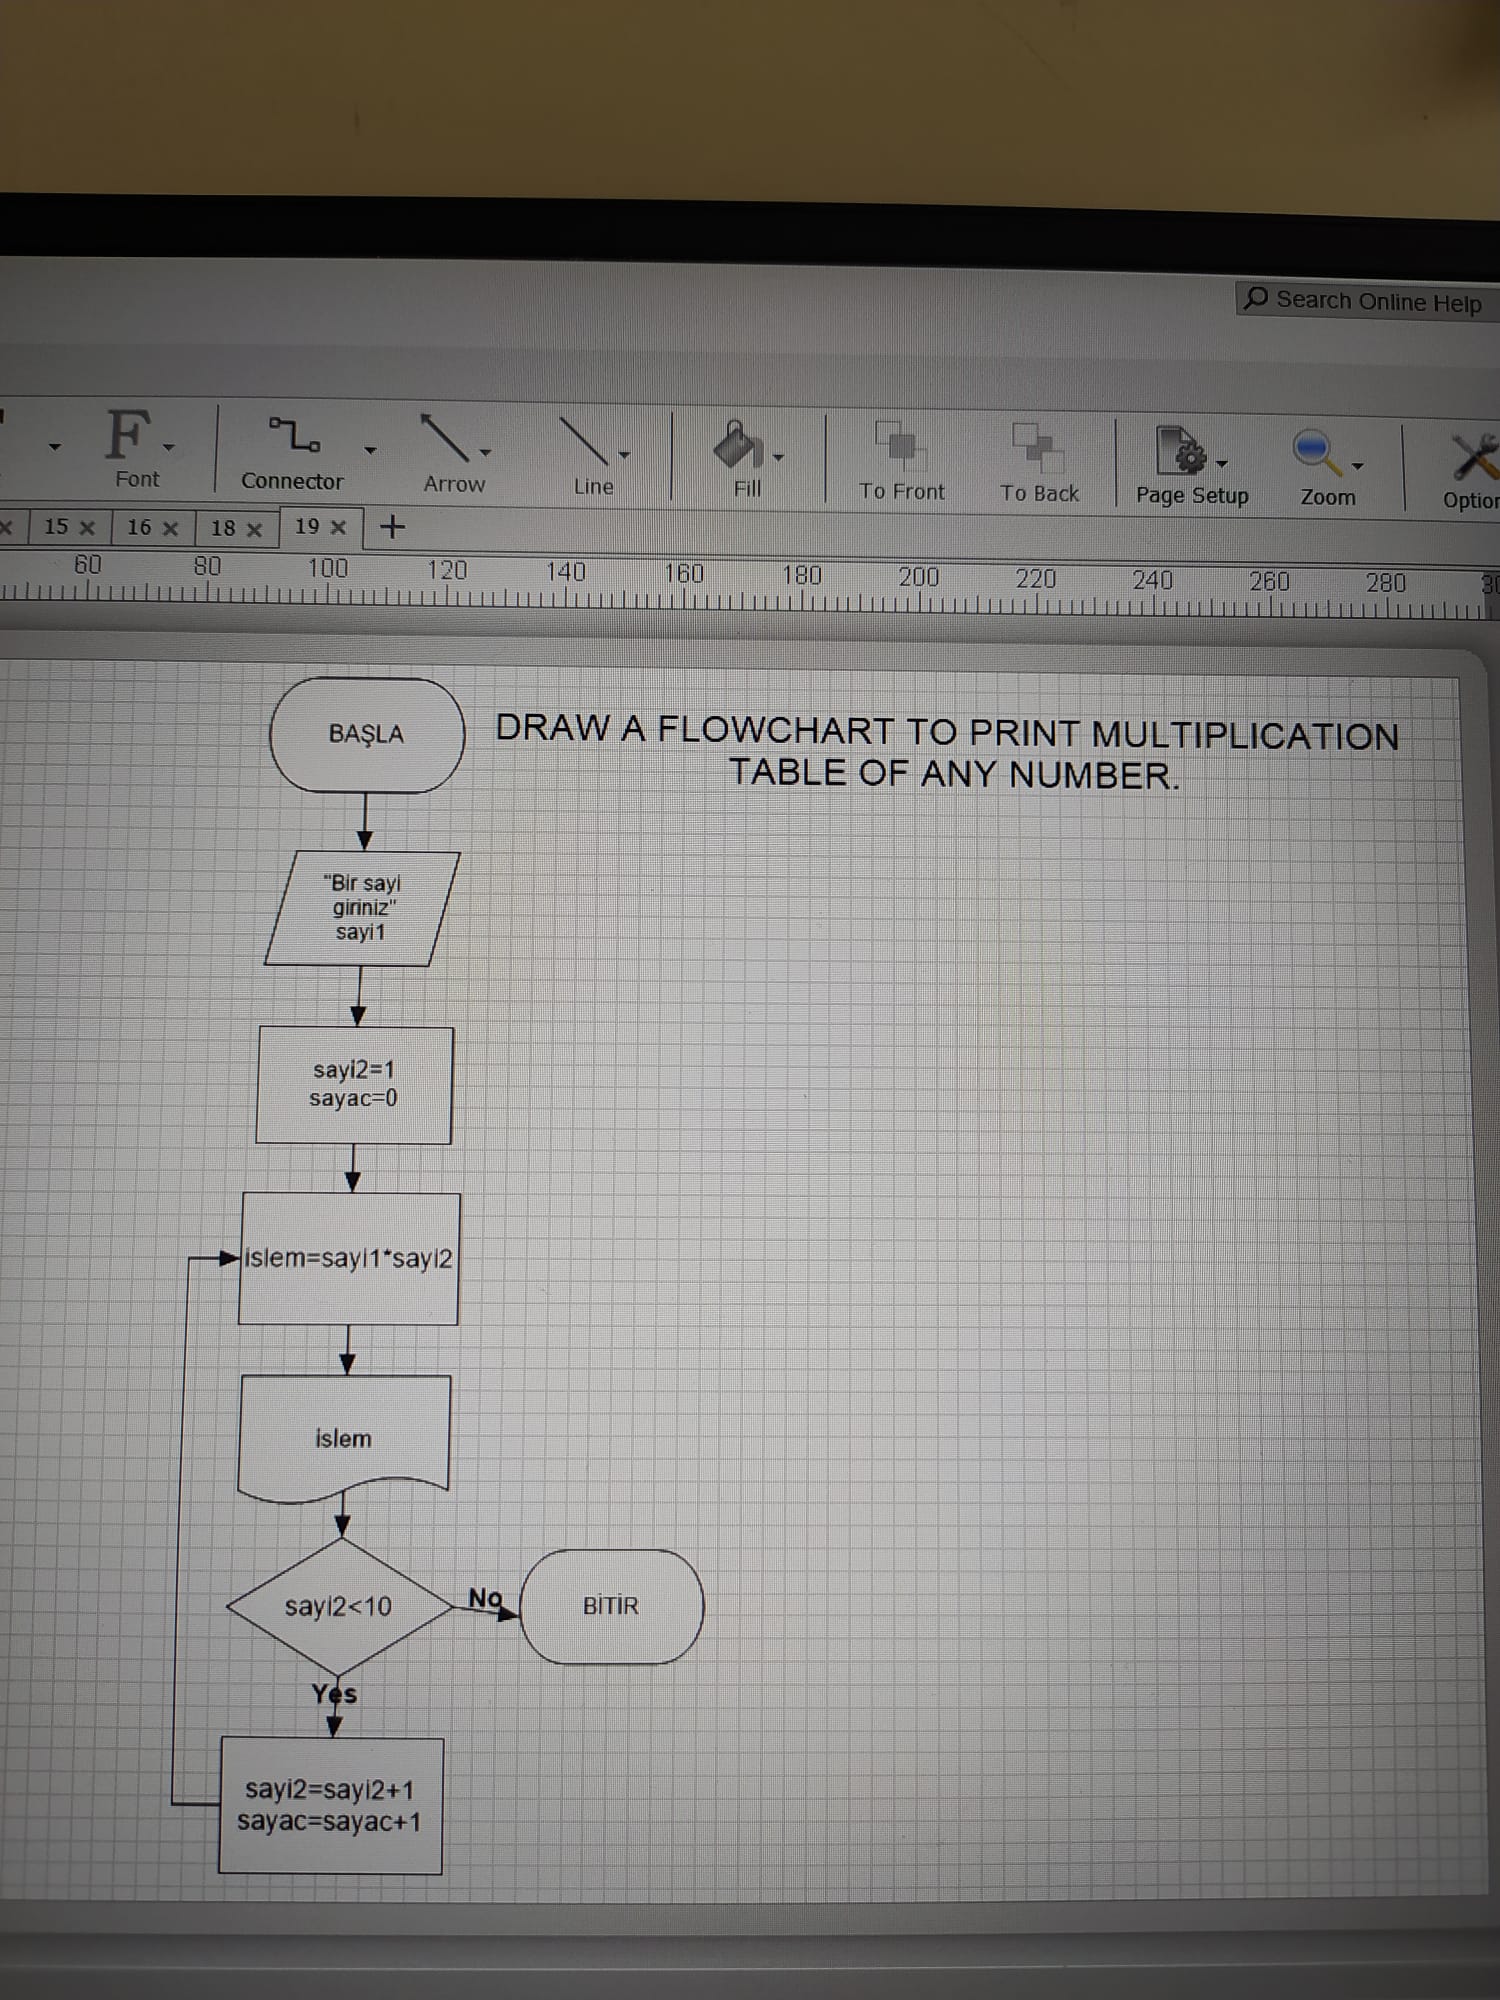 Search Online Help
Font
Connector
Arrow
Line
Fill
To Front
To Back
Page Setup
Zoom
15
16
18
19
60 80 100 120 140 160 180 200 220 240 260 280
BAŞLA
DRAW A FLOWCHART TO PRINT MULTIPLICATION
TABLE OF ANY NUMBER.
"Bir sayi
giriniz"
sayi1
sayi2=1
sayac=0
islem=sayi1*sayi2
islem
sayi2<10
No
BİTİR
Yes
sayi2=sayi2+1
sayac=sayac+1